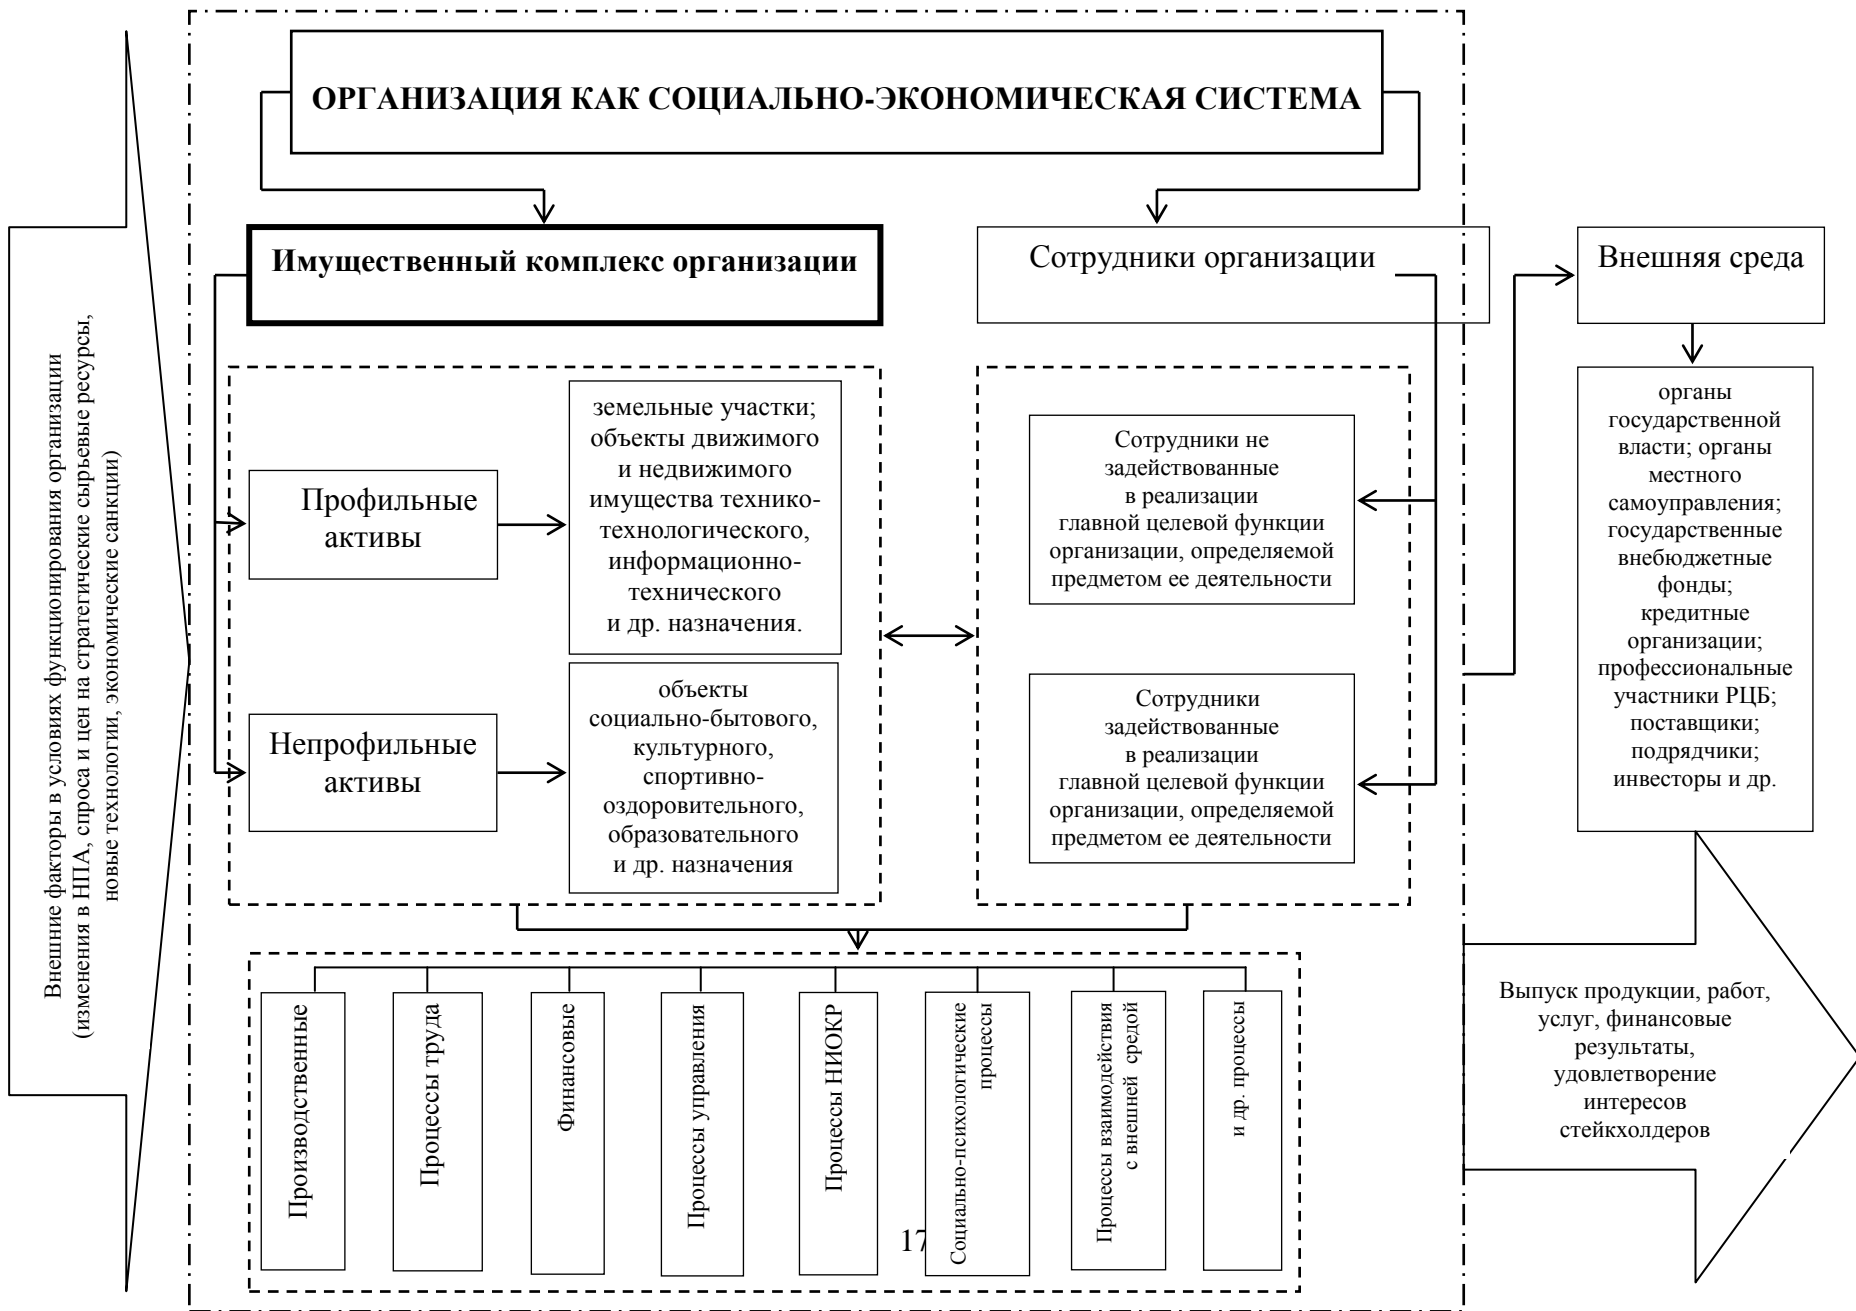 ОРГАНИЗАЦИЯ КАК СОЦИАЛЬНО-ЭКОНОМИЧЕСКАЯ СИСТЕМА
Внешние факторы в условиях функционирования организации
(изменения в НПА, спроса и цен на стратегические сырьевые ресурсы,
новые технологии, экономические санкции)
Имущественный комплекс организации
Сотрудники организации
Внешняя среда
Профильные
активы
земельные участки;
объекты движимого
и недвижимого
имущества технико-
технологического,
информационно-
технического
и др. назначения.
Непрофильные
активы
объекты
социально-бытового,
культурного,
спортивно-
оздоровительного,
образовательного
и др. назначения
Сотрудники не
задействованные
в реализации
главной целевой функции
организации, определяемой
предметом ее деятельности
Сотрудники
задействованные
в реализации
главной целевой функции
организации, определяемой
предметом ее деятельности
органы
государственной
власти; органы
местного
самоуправления;
государственные
внебюджетные
фонды;
кредитные
организации;
профессиональные
участники РЦБ;
поставщики;
подрядчики;
инвесторы и др.
Производственные
Процессы труда
Финансовые
Процессы управления
Процессы НИОКР
Социально-психологические
процессы
Процессы взаимодействия
с внешней средой
и др. процессы
Выпуск продукции, работ,
услуг, финансовые
результаты,
удовлетворение
интересов
стейкхолдеров
17